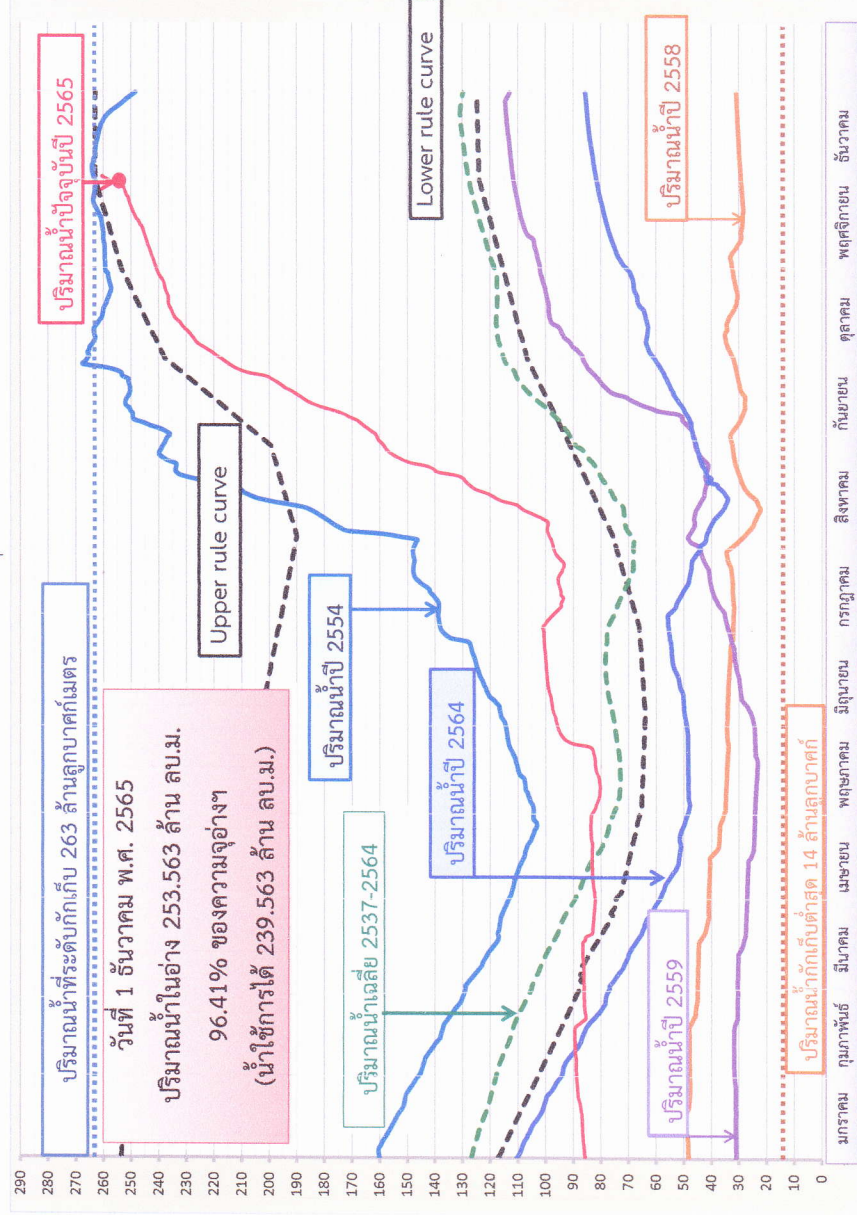 ปริมาณน้ำที่ระดับกักเก็บ 263 ล้านลูกบาศก์เมตร
วันที่ 1 ธันวาคม พ.ศ. 2565
ปริมาณน้ำในอ่าง 253.563 ล้าน ลบ.ม.
96.41% ของความจุอ่างฯ
(น้ำใช้การได้ 239.563 ล้าน ลบ.ม.)
ปริมาณน้ำปัจจุบันปี 2565
Upper rule curve
ปริมาณน้ำปี 2554
ปริมาณน้ำเฉลี่ย 2537-2564
ปริมาณน้ำปี 2564
Lower rule curve
ปริมาณน้ำปี 2559
ปริมาณน้ำปี 2558
ปริมาณน้ำกักเก็บต่ำสุด 14 ล้านลูกบาศก์
290
280
270
260
250
240
230
220
210
200
190
180
170
160
150
140
130
120
110
100
90
80
70
60
50
40
30
20
10
0
มกราคม กุมภาพันธ์ มีนาคม เมษายน พฤษภาคม มิถุนายน กรกฎาคม สิงหาคม กันยายน ตุลาคม พฤศจิกายน ธันวาคม